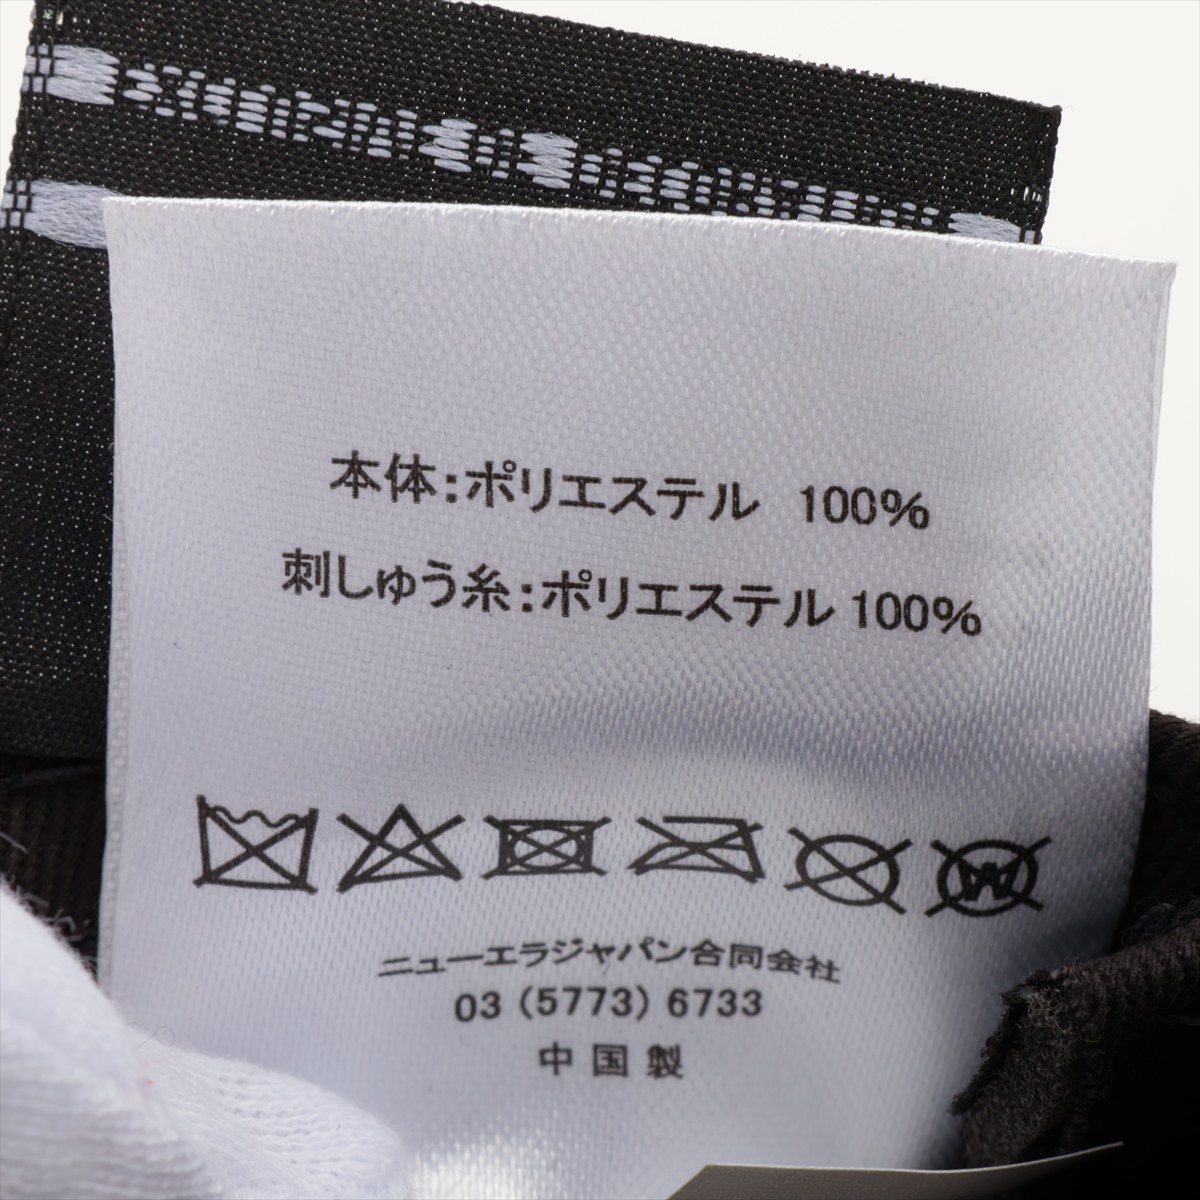 本体:ポリエステル 100%
刺しゅう糸:ポリエステル 100%
ニューエラジャパン合同会社
03 (5773) 6733
中国製